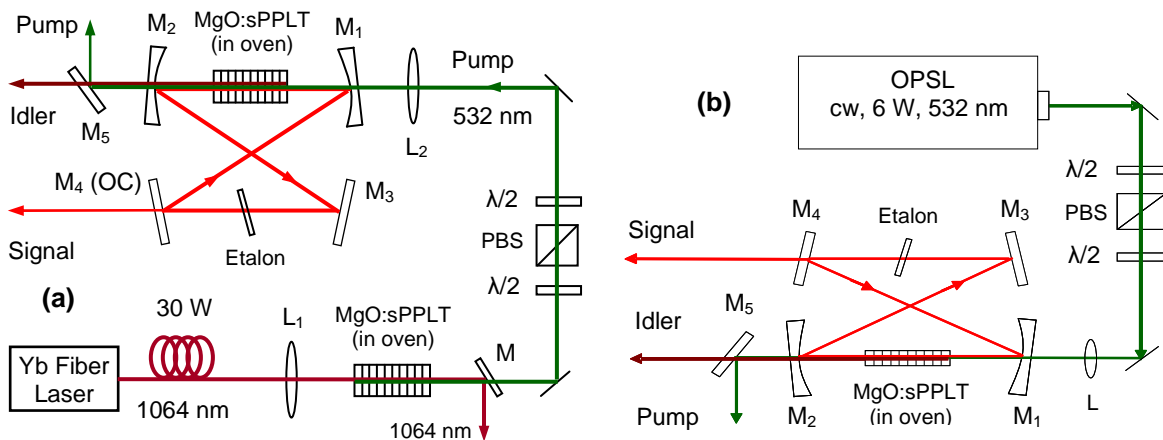 Pump
M₂
MgO:sPPLT
(in oven)
M₁
Pump
532 nm
Idler
M₅
L₂
M₄ (OC)
M₃
Signal
Etalon
λ/2
PBS
λ/2
(a)
30 W
L₁
MgO:sPPLT
(in oven)
M
Yb Fiber
Laser
1064 nm
1064 nm
(b)
OPSL
cw, 6 W, 532 nm
λ/2
PBS
λ/2
M₄
Etalon
M₃
Signal
M₅
Idler
MgO:sPPLT
(in oven)
Pump
M₂
M₁
L